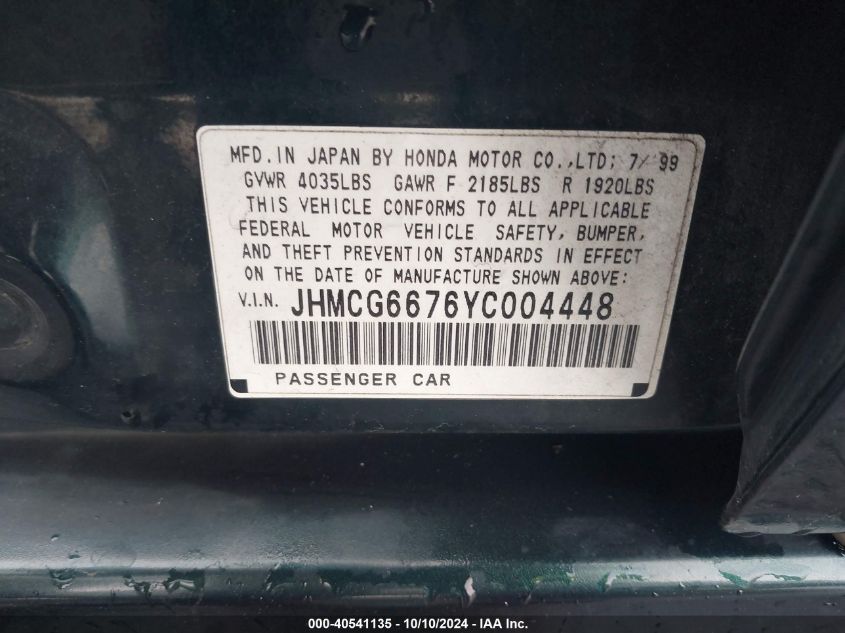 MFD.IN JAPAN BY HONDA MOTOR CO.,LTD; 7/99
GVWR 4035LBS GAWR F 2185LBS R 1920LBS
THIS VEHICLE CONFORMS TO ALL APPLICABLE
FEDERAL MOTOR VEHICLE SAFETY, BUMPER,
AND THEFT PREVENTION STANDARDS IN EFFECT
ON THE DATE OF MANUFACTURE SHOWN ABOVE:
V.I.N. JHMCG6676YC004448
PASSENGER CAR
000-40541135 - 10/10/2024 - IAA Inc.